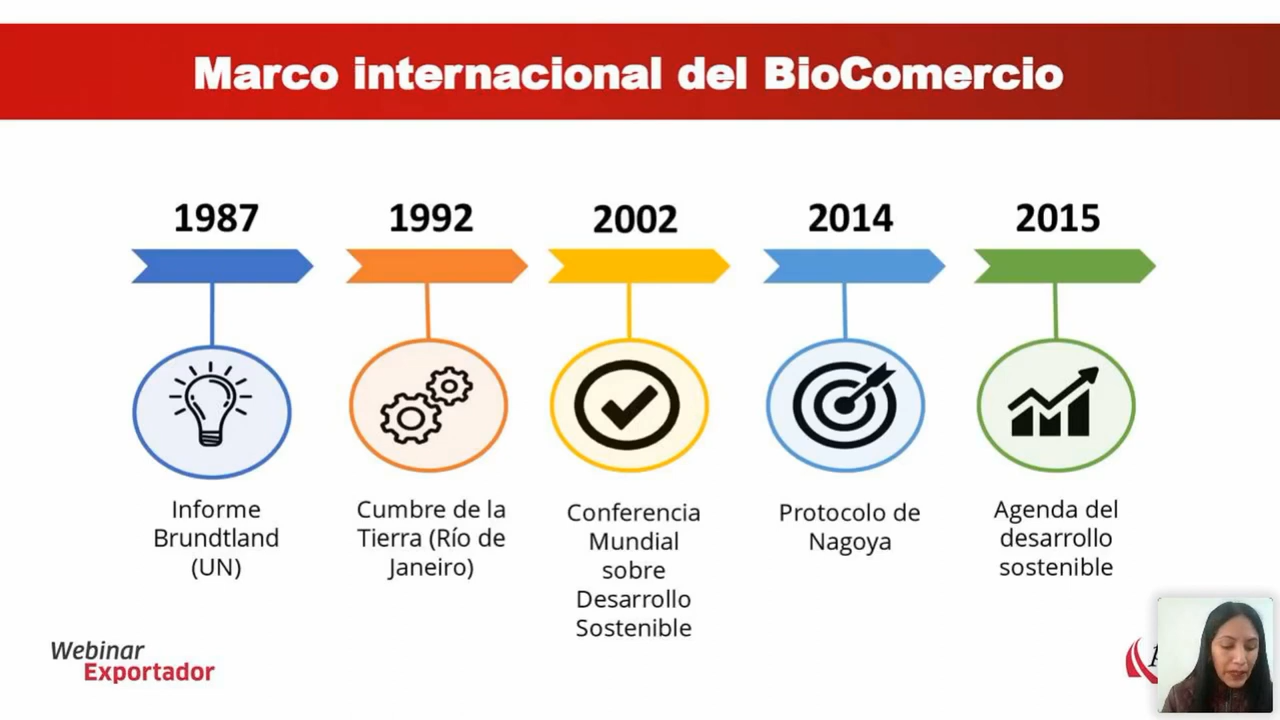 Marco internacional del BioComercio
1987
1992
2002
2014
2015
Informe
Brundtland
(UN)
Cumbre de la
Tierra (Río de
Janeiro)
Conferencia
Mundial
sobre
Desarrollo
Sostenible
Protocolo de
Nagoya
Agenda del
desarrollo
sostenible
Webinar
Exportador